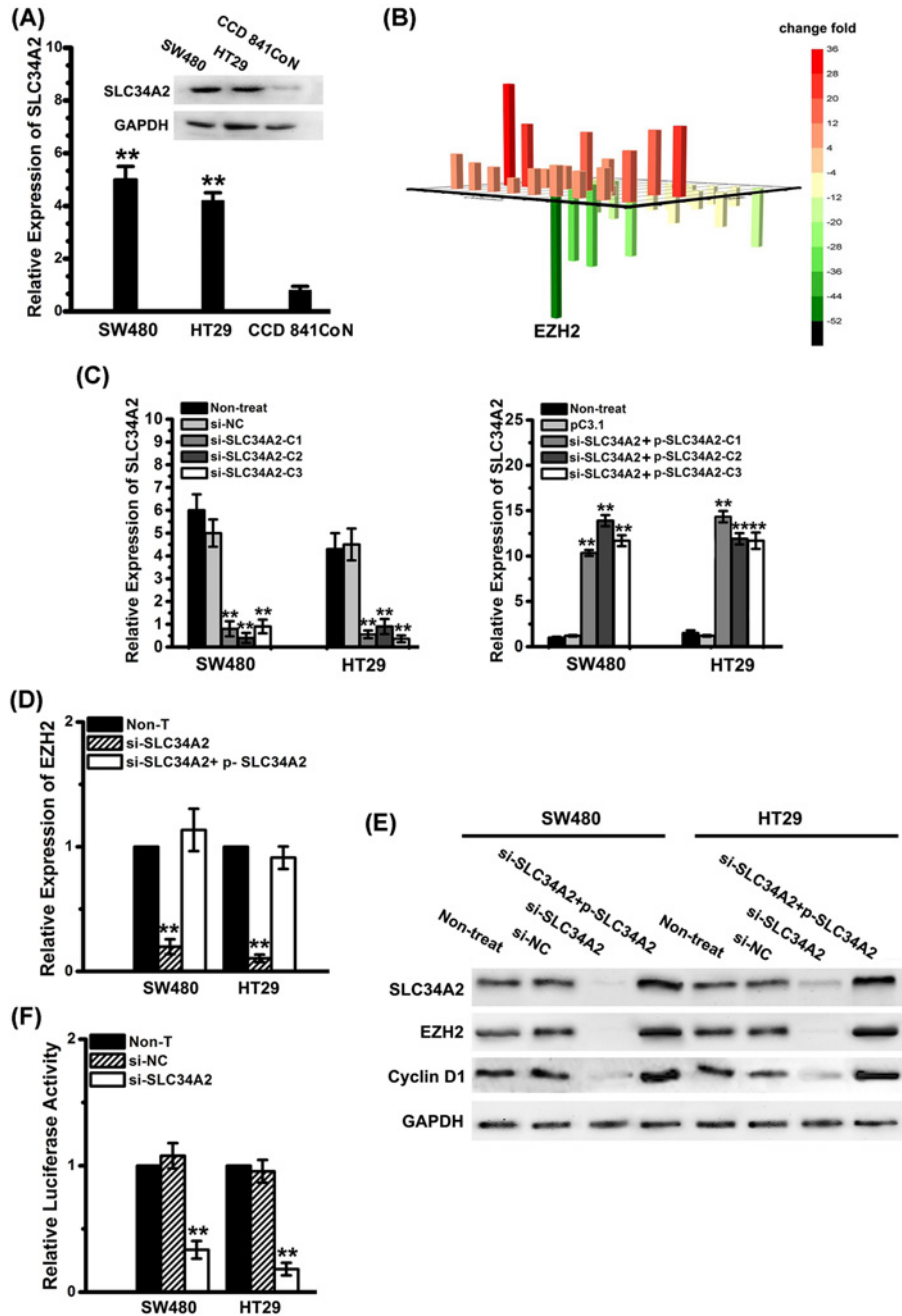 (A)
SW480
HT29
CCD 841CoN
SLC34A2
GAPDH
Relative Expression of SLC34A2
10
8
6
4
2
0
**
**
SW480
HT29
CCD 841CoN
(B)
change fold
36
28
20
12
4
-4
-12
-20
-28
-36
-44
-52
EZH2
(C)
Relative Expression of SLC34A2
10
9
8
7
6
5
4
3
2
1
0
Non-treat
si-NC
si-SLC34A2-C1
si-SLC34A2-C2
si-SLC34A2-C3
** ** **
** ** **
SW480
HT29
Relative Expression of SLC34A2
25
20
15
10
5
0
Non-treat
pC3.1
si-SLC34A2+p-SLC34A2-C1
si-SLC34A2+p-SLC34A2-C2
si-SLC34A2+p-SLC34A2-C3
** ** **
** ****
SW480
HT29
(D)
Relative Expression of EZH2
2
1
0
Non-T
si-SLC34A2
si-SLC34A2+ p- SLC34A2
**
**
SW480
HT29
(E)
SW480
HT29
Non-treat
si-NC
si-SLC34A2
si-SLC34A2+p-SLC34A2
Non-treat
si-NC
si-SLC34A2
si-SLC34A2+p-SLC34A2
SLC34A2
EZH2
Cyclin D1
GAPDH
(F)
Relative Luciferase Activity
2
1
0
Non-T
si-NC
si-SLC34A2
**
**
SW480
HT29